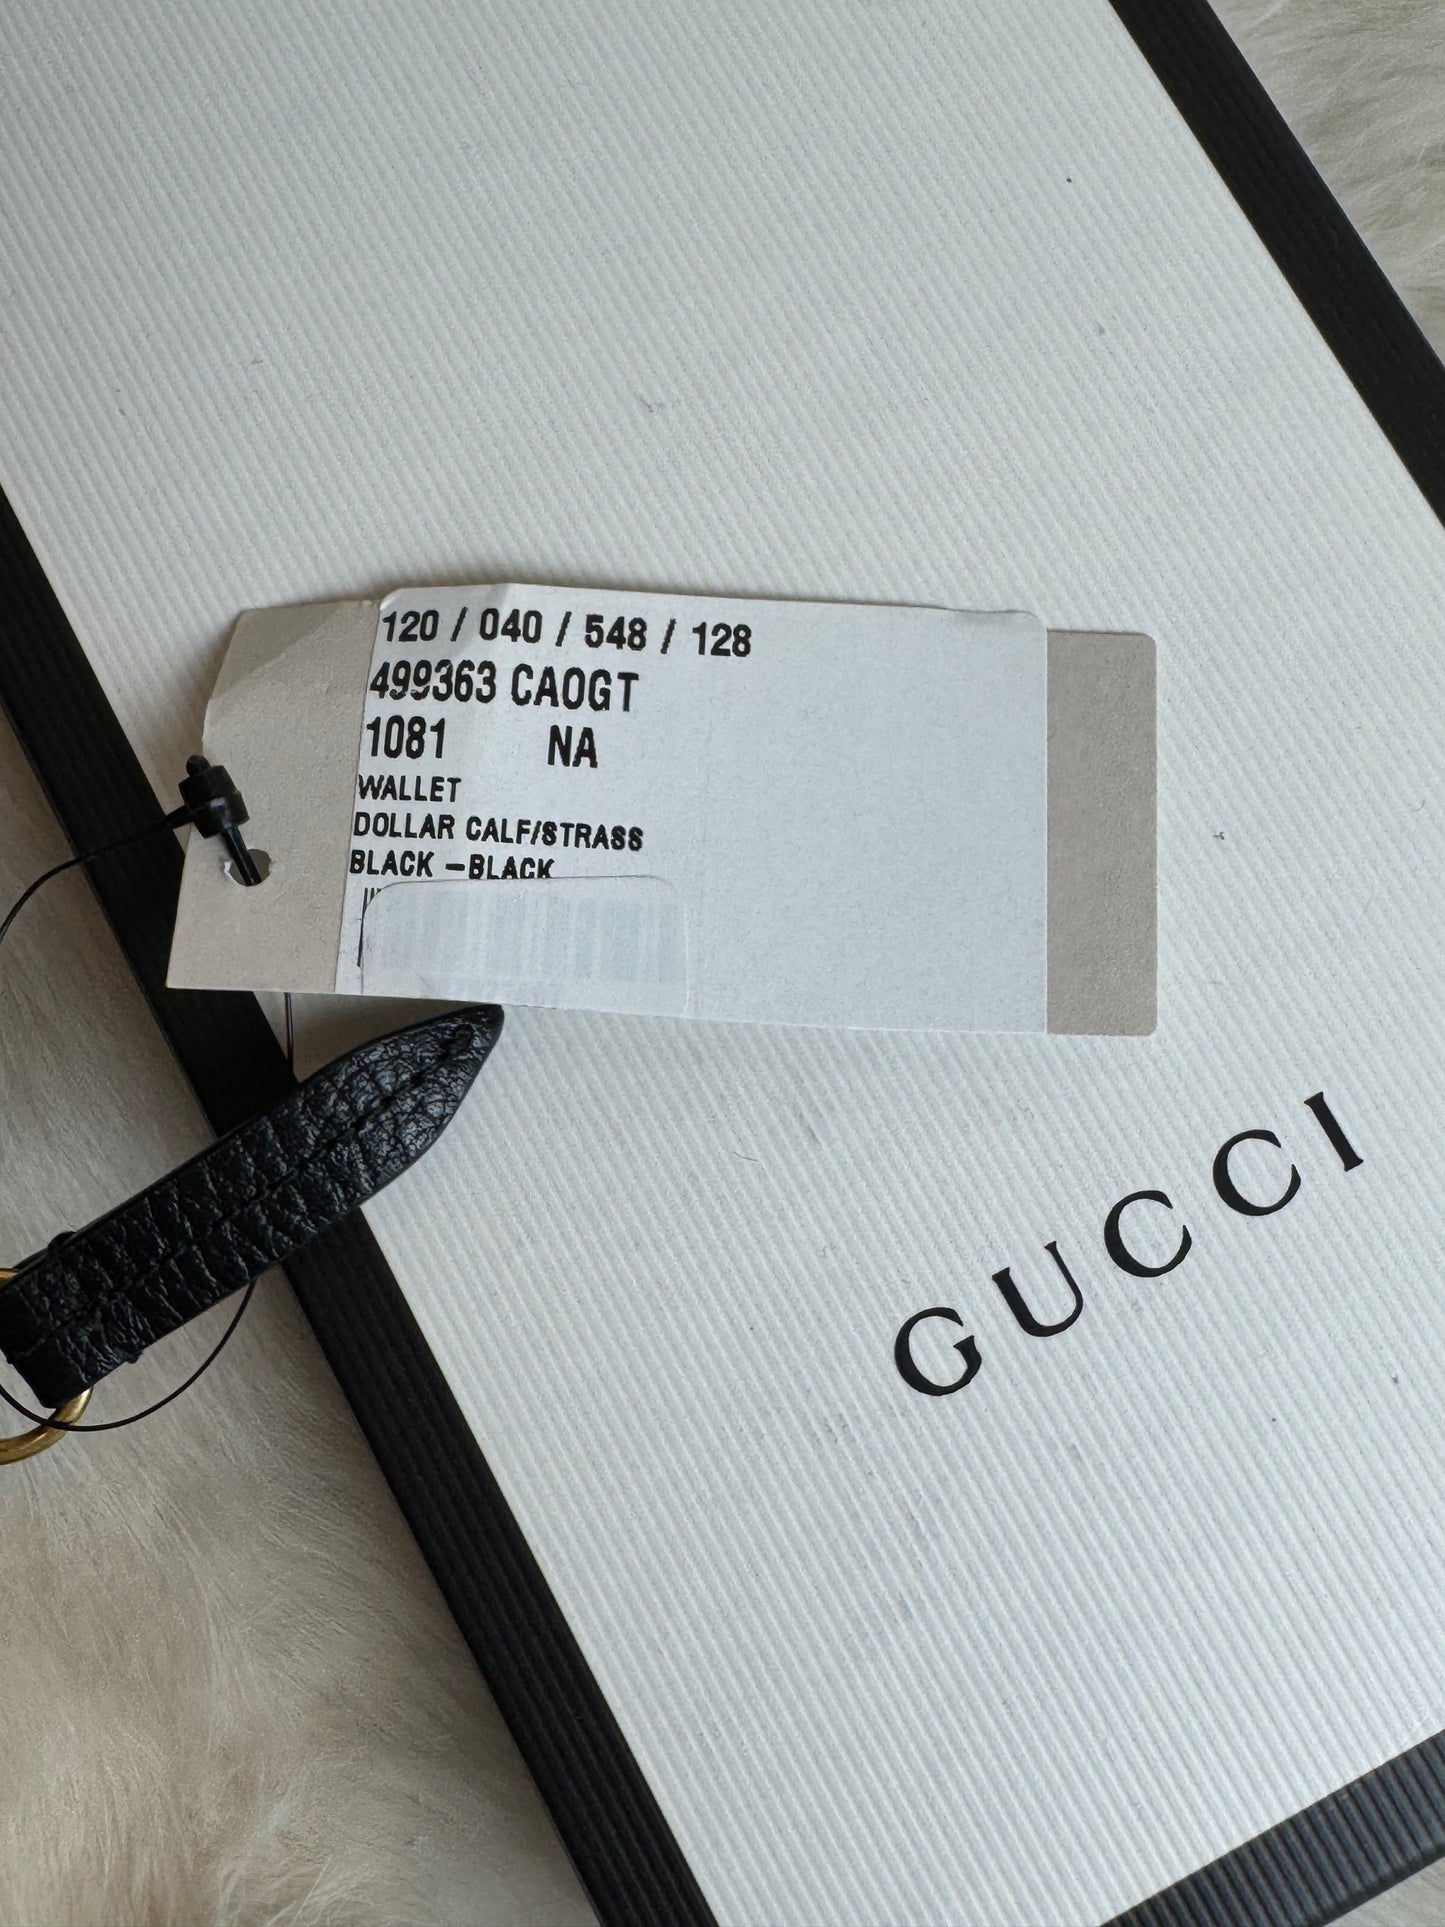 120 / 040 / 548 / 128
499363 CAOGT
1081 NA
WALLET
DOLLAR CALF/STRASS
BLACK -BLACK
GUCCI